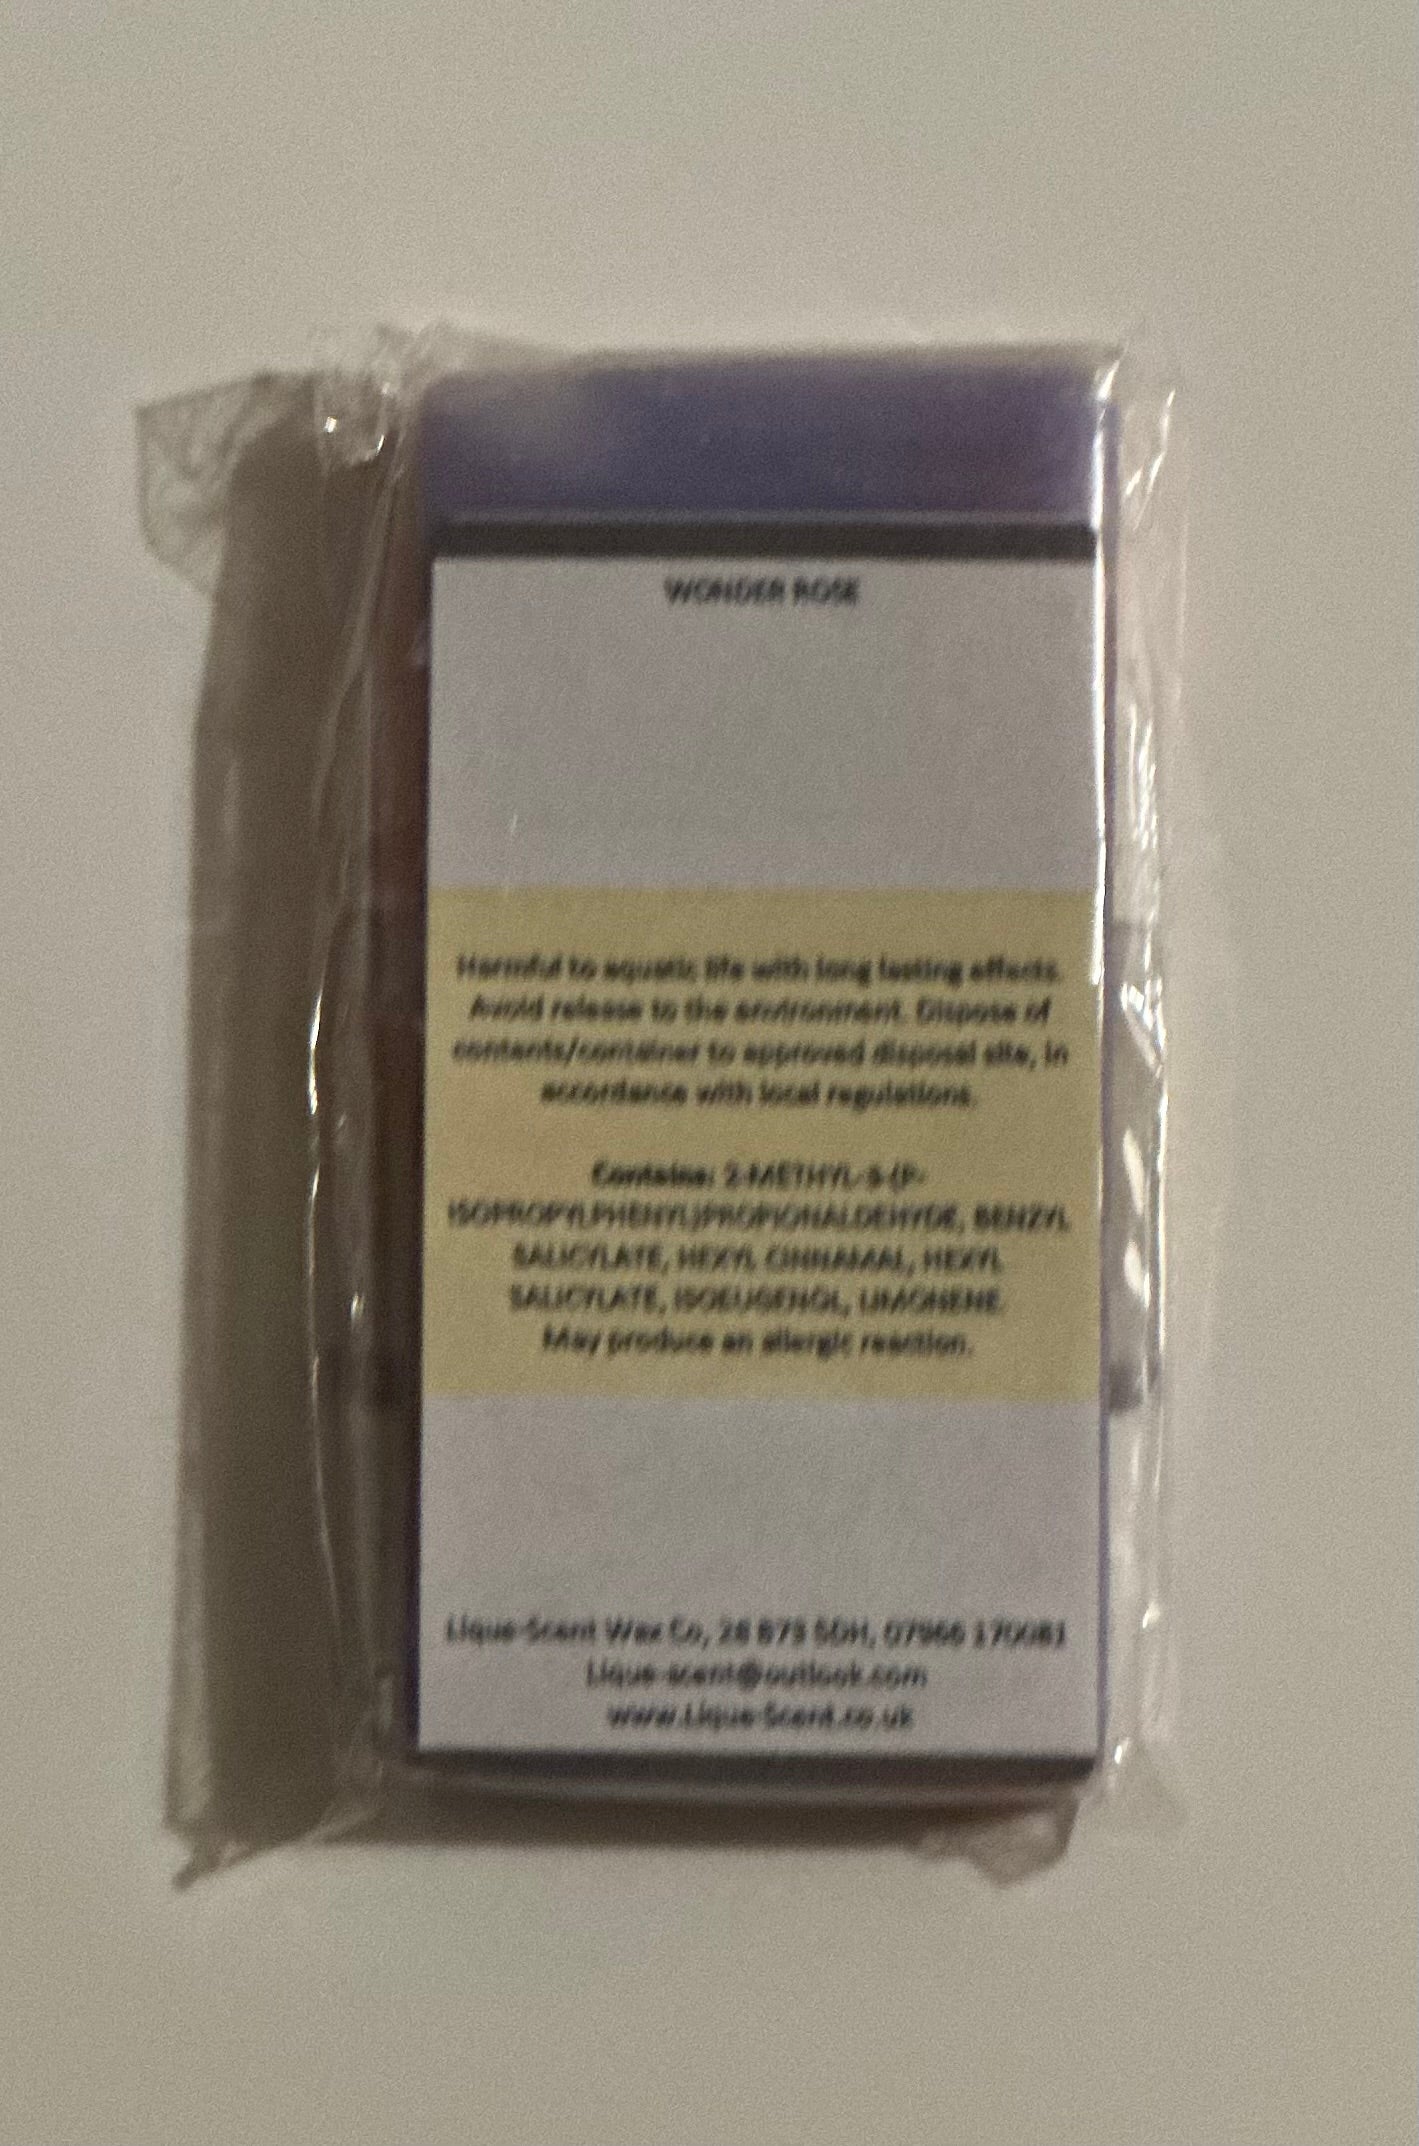 WONDER ROSE
Harmful to aquatic life with long lasting effects.
Avoid release to the environment. Dispose of
contents/container to approved disposal site, in
accordance with local regulations.
Contains: 2-METHYL-3-(P-
ISOPROPYLPHENYL)PROPIONALDEHYDE, BENZYL
SALICYLATE, HEXYL CINNAMAL, HEXYL
SALICYLATE, ISOEUGENOL, LIMONENE.
May produce an allergic reaction.
Lique-Scent Wax Co, 5DH,
Lique-scent@outlook.com
www.Lique-Scent.co.uk